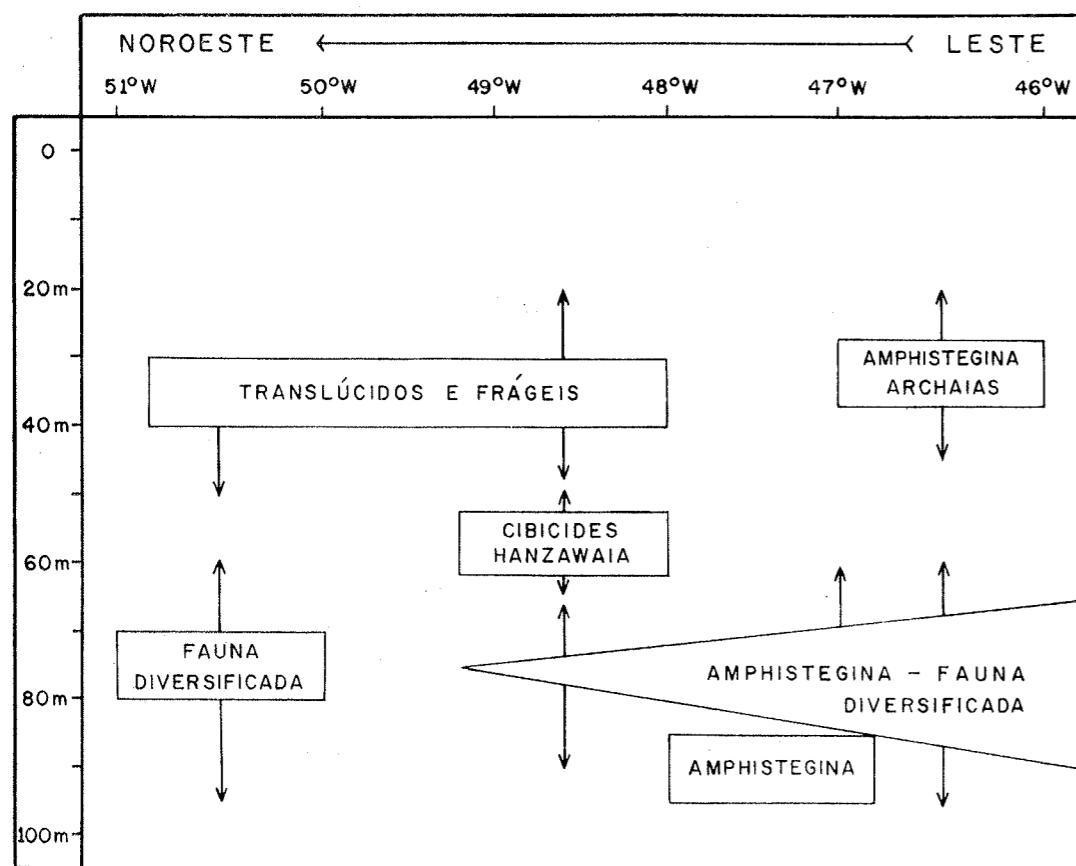 NOROESTE LESTE
51°W 50°W 49°W 48°W 47°W 46°W
0
20m
AMPHISTEGINA
ARCHAIAS
TRANSLÚCIDOS E FRÁGEIS
40m
CIBICIDES
HANZAWAIA
60m
FAUNA
DIVERSIFICADA
AMPHISTEGINA – FAUNA
DIVERSIFICADA
80m
AMPHISTEGINA
100m